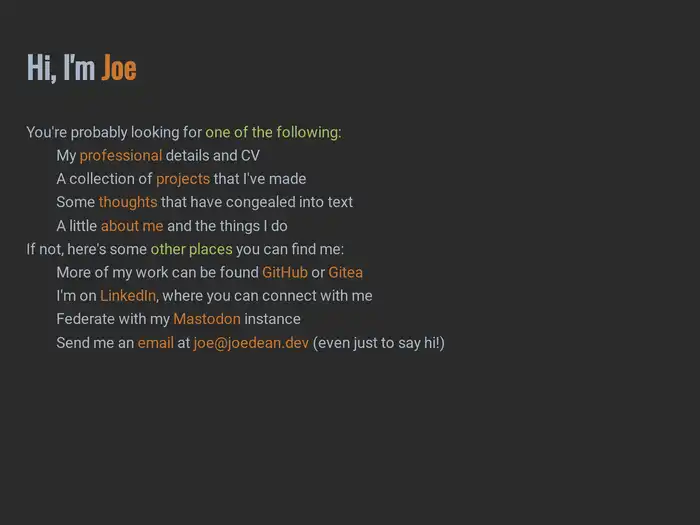 Hi, I'm Joe
You're probably looking for one of the following:
My professional details and CV
A collection of projects that I've made
Some thoughts that have congealed into text
A little about me and the things I do
If not, here's some other places you can find me:
More of my work can be found GitHub or Gitea
I'm on LinkedIn, where you can connect with me
Federate with my Mastodon instance
Send me an email at joe@joedean.dev (even just to say hi!)